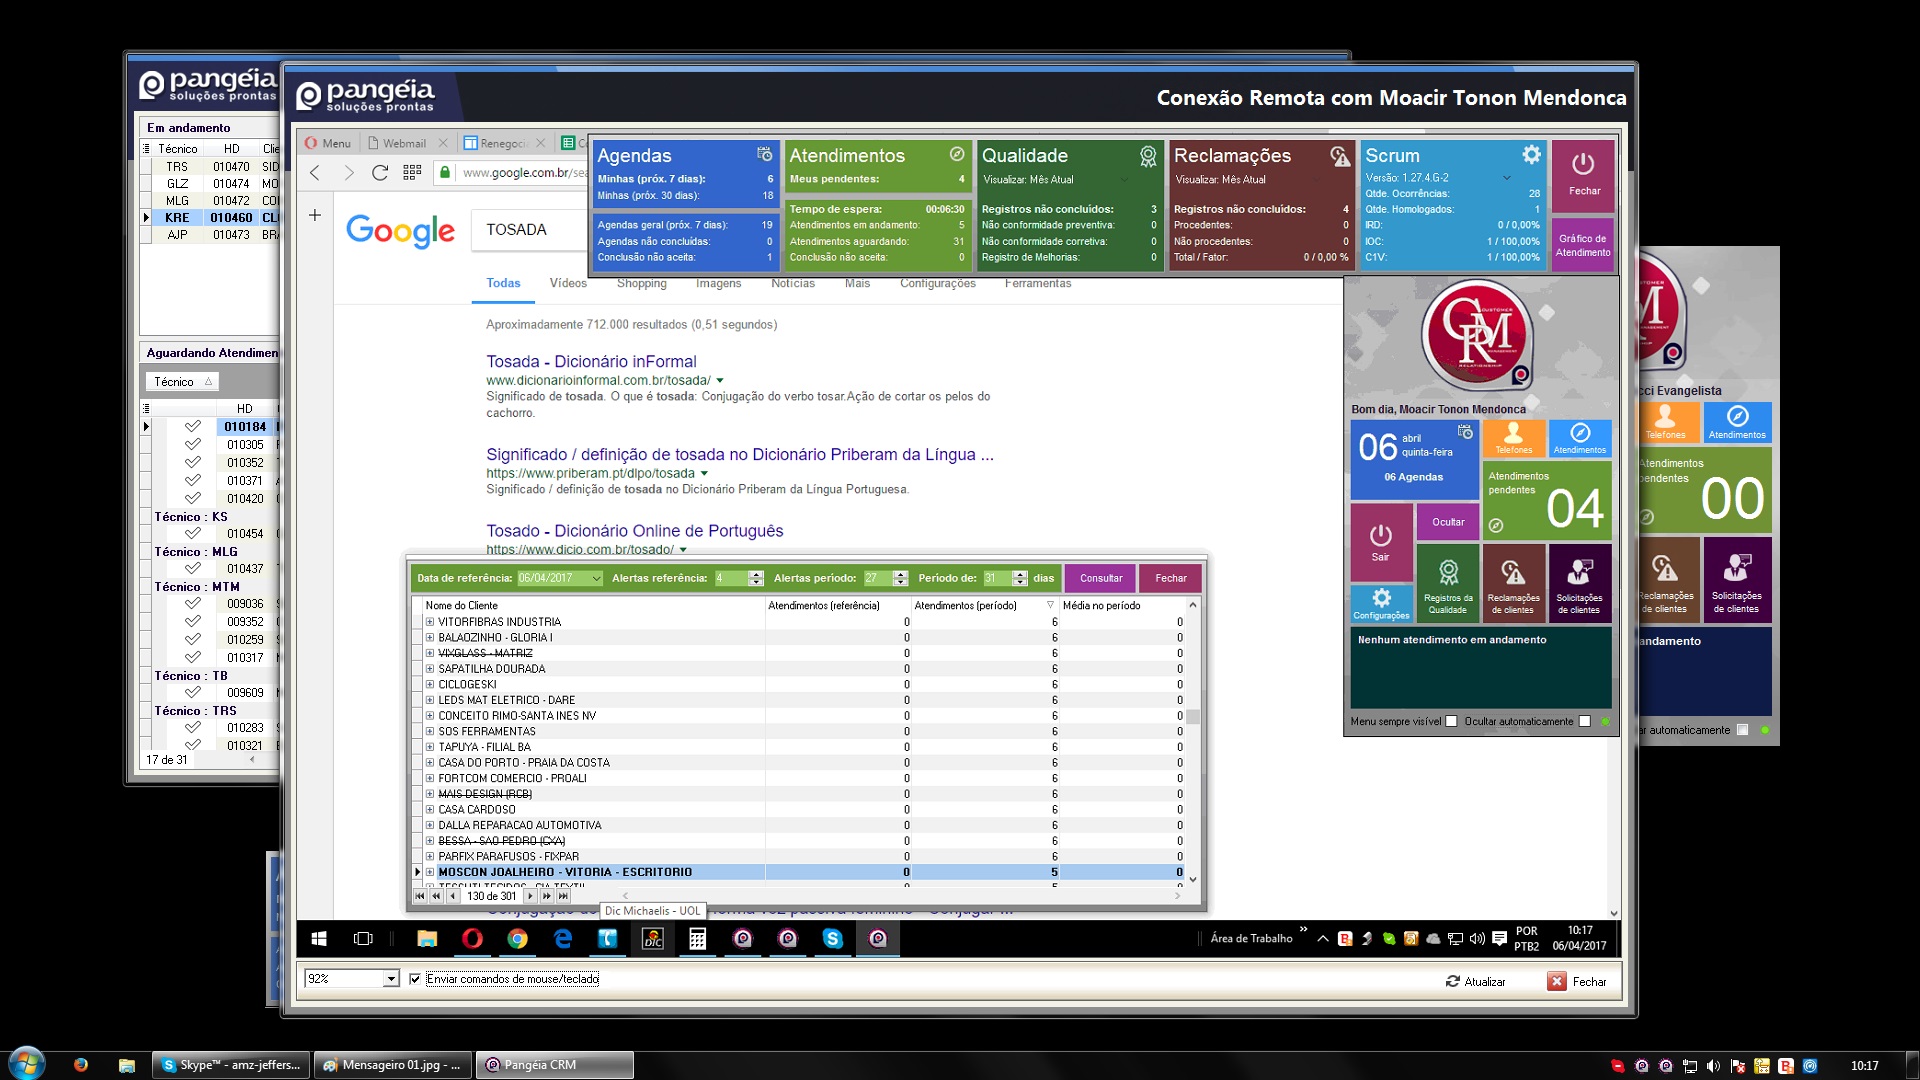 pangéia
soluções prontas
Em andamento
Técnico HD Clie
TRS 010470 SID
GLZ 010474 MO
MLG 010472 CO
KRE 010460 CL
AJP 010473 BR
Aguardando Atendimen
Técnico
HD
010184
010305
010352
010371
010420
Técnico : KS
010454
Técnico : MLG
010437
Técnico : MTM
009036
009352
010259
010317
Técnico : TB
009609
Técnico : TRS
010283
010321
17 de 31
pangéia
soluções prontas
Conexão Remota com Moacir Tonon Mendonca
Menu Webmail Renegoci
www.google.com.br/sea
Google
TOSADA
Todas Vídeos Shopping Imagens Notícias Mais Configurações Ferramentas
Aproximadamente 712.000 resultados (0,51 segundos)
Tosada - Dicionário inFormal
www.dicionarioinformal.com.br/tosada/
Significado de tosada. O que é tosada: Conjugação do verbo tosar.Ação de cortar os pelos do
cachorro.
Significado / definição de tosada no Dicionário Priberam da Língua ...
https://www.priberam.pt/dlpo/tosada
Significado / definição de tosada no Dicionário Priberam da Língua Portuguesa.
Tosado - Dicionário Online de Português
https://www.dicio.com.br/tosado/
Agendas
Minhas (próx. 7 dias): 6
Minhas (próx. 30 dias): 18
Agendas geral (próx. 7 dias): 19
Agendas não concluídas: 0
Conclusão não aceita: 1
Atendimentos
Meus pendentes: 4
Tempo de espera: 00:06:30
Atendimentos em andamento: 5
Atendimentos aguardando: 31
Conclusão não aceita: 0
Qualidade
Visualizar: Mês Atual
Registros não concluídos: 3
Não conformidade preventiva: 0
Não conformidade corretiva: 0
Registro de Melhorias: 0
Reclamações
Visualizar: Mês Atual
Registros não concluídos: 4
Procedentes: 0
Não procedentes: 0
Total / Fator: 0 / 0,00 %
Scrum
Versão: 1.27.4.G-2
Qtde. Ocorrências: 28
Qtde. Homologados: 1
IRD: 0 / 0,00%
IOC: 1 / 100,00%
C1V: 1 / 100,00%
Fechar
Gráfico de
Atendimento
CRM
CUSTOMER
MANAGEMENT
RELATIONSHIP
Bom dia, Moacir Tonon Mendonca
06 abril
quinta-feira
06 Agendas
Telefones
Atendimentos
Atendimentos
pendentes
04
Sair
Ocultar
Configurações
Registros da
Qualidade
Reclamações
de clientes
Solicitações
de clientes
Nenhum atendimento em andamento
Menu sempre visível Ocultar automaticamente
cci Evangelista
Telefones
Atendimentos
Atendimentos
pendentes
00
Reclamações
de clientes
Solicitações
de clientes
andamento
ar automaticamente
Data de referência: 06/04/2017 Alertas referência: 4 Alertas periodo: 27 Periodo de: 31 dias Consultar Fechar
Nome do Cliente Atendimentos (referência) Atendimentos (período) Média no período
VITORFIBRAS INDUSTRIA 0 6 0
BALAOZINHO - GLORIA I 0 6 0
VIXGLASS - MATRIZ 0 6 0
SAPATILHA DOURADA 0 6 0
CICLOGESKI 0 6 0
LEDS MAT ELETRICO - DARE 0 6 0
CONCEITO RIMO-SANTA INES NV 0 6 0
SOS FERRAMENTAS 0 6 0
TAPUYA - FILIAL BA 0 6 0
CASA DO PORTO - PRAIA DA COSTA 0 6 0
FORTCOM COMERCIO - PROALI 0 6 0
MAIS DESIGN (RCB) 0 6 0
CASA CARDOSO 0 6 0
DALLA REPARACAO AUTOMOTIVA 0 6 0
BESSA - SAO PEDRO (CXA) 0 6 0
PARFIX PARAFUSOS - FIXPAR 0 6 0
MOSCON JOALHEIRO - VITORIA - ESCRITORIO 0 5 0
130 de 301
Dic Michaelis - UOL
DIC
Área de Trabalho
POR
PTB2
10:17
06/04/2017
92% Enviar comandos de mouse/teclado
Atualizar Fechar
Skype™ - amz-jeffers... Mensageiro 01.jpg - ... Pangéia CRM
10:17